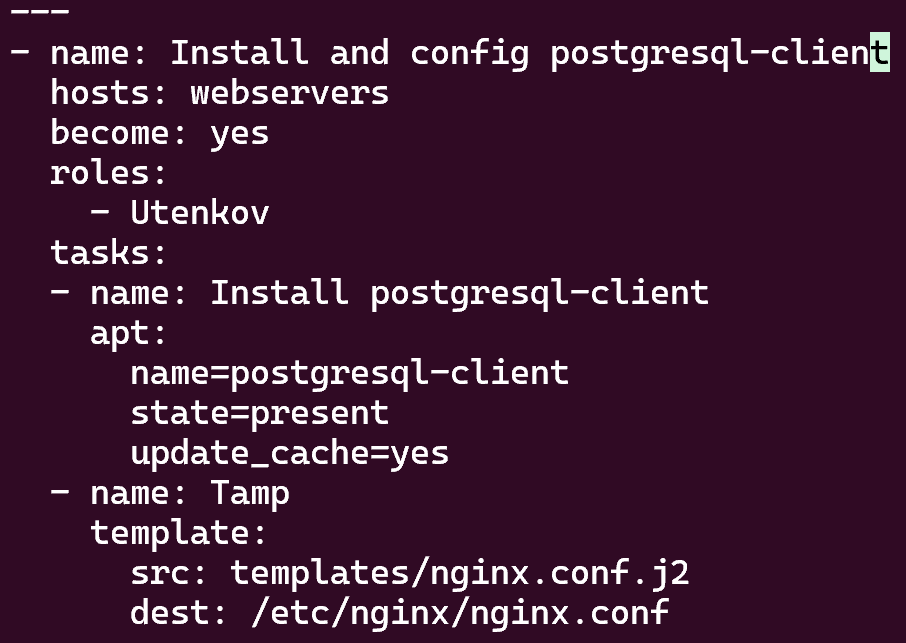 ---
- name: Install and config postgresql-client
  hosts: webservers
  become: yes
  roles:
    - Utenkov
  tasks:
  - name: Install postgresql-client
    apt:
      name=postgresql-client
      state=present
      update_cache=yes
  - name: Tamp
    template:
      src: templates/nginx.conf.j2
      dest: /etc/nginx/nginx.conf